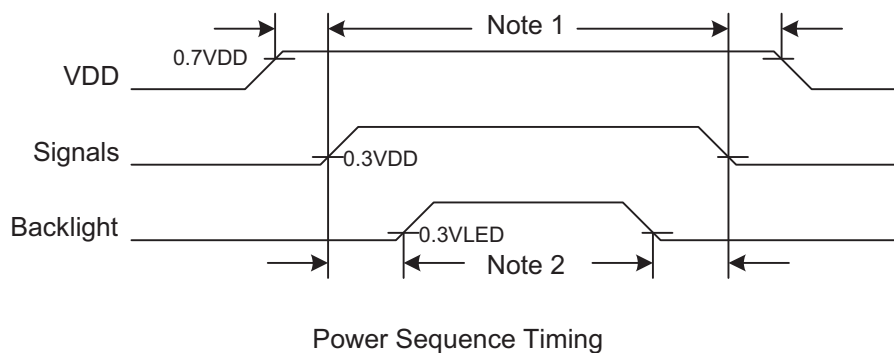 Note 1
0.7VDD
VDD
Signals
0.3VDD
Backlight
0.3VLED
Note 2
Power Sequence Timing